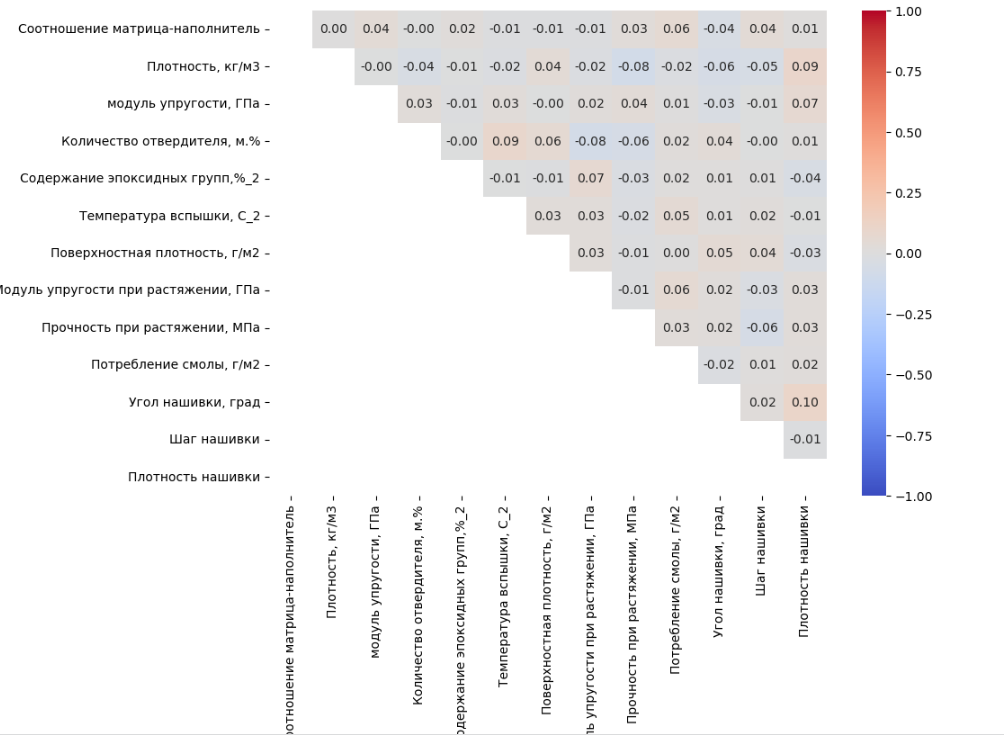 Соотношение матрица-наполнитель 0.00 0.04 -0.00 0.02 -0.01 -0.01 -0.01 0.03 0.06 -0.04 0.04 0.01
Плотность, кг/м3 -0.00 -0.04 -0.01 -0.02 0.04 -0.02 -0.08 -0.02 -0.06 -0.05 0.09
модуль упругости, ГПа 0.03 -0.01 0.03 -0.00 0.02 0.04 0.01 -0.03 -0.01 0.07
Количество отвердителя, м.% -0.00 0.09 0.06 -0.08 -0.06 0.02 0.04 -0.00 0.01
Содержание эпоксидных групп,%_2 -0.01 -0.01 0.07 -0.03 0.02 0.01 0.01 -0.04
Температура вспышки, С_2 0.03 0.03 -0.02 0.05 0.01 0.02 -0.01
Поверхностная плотность, г/м2 0.03 -0.01 0.00 0.05 0.04 -0.03
Модуль упругости при растяжении, ГПа -0.01 0.06 0.02 -0.03 0.03
Прочность при растяжении, МПа 0.03 0.02 -0.06 0.03
Потребление смолы, г/м2 -0.02 0.01 0.02
Угол нашивки, град 0.02 0.10
Шаг нашивки -0.01
Плотность нашивки
оотношение матрица-наполнитель
Плотность, кг/м3
модуль упругости, ГПа
Количество отвердителя, м.%
одержание эпоксидных групп,%_2
Температура вспышки, С_2
Поверхностная плотность, г/м2
ль упругости при растяжении, ГПа
Прочность при растяжении, МПа
Потребление смолы, г/м2
Угол нашивки, град
Шаг нашивки
Плотность нашивки
1.00
0.75
0.50
0.25
0.00
−0.25
−0.50
−0.75
−1.00